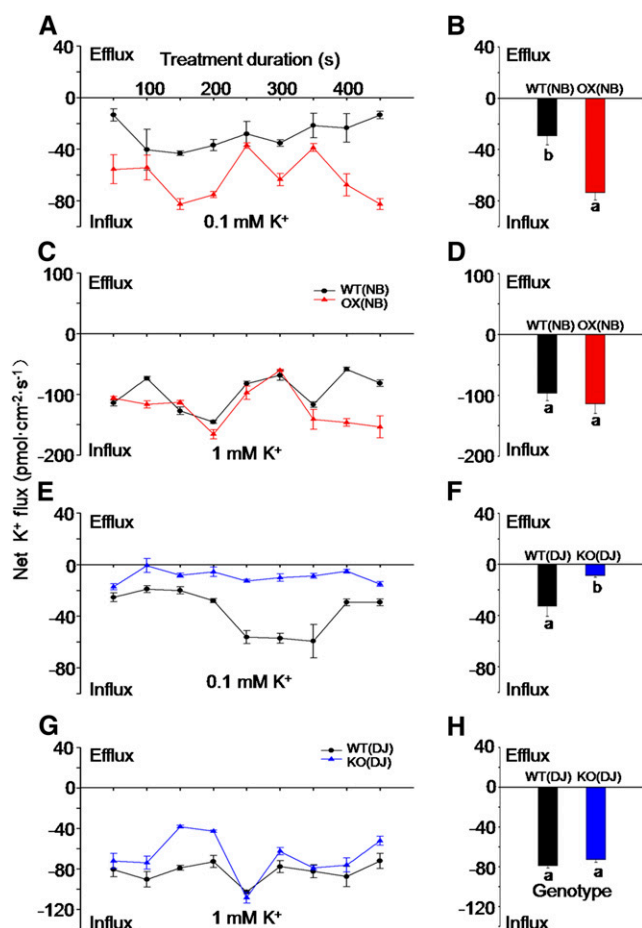 A
Efflux
Treatment duration (s)
100 200 300 400
40
0
-40
-80
Influx
0.1 mM K⁺
B
40
Efflux
0
WT(NB) OX(NB)
-40
-80
b
a
Influx
C
100
Efflux
0
-100
-200
WT(NB)
OX(NB)
Influx
1 mM K⁺
D
100
Efflux
0
WT(NB) OX(NB)
-100
-200
a
a
Influx
Net K⁺ flux (pmol·cm⁻²·s⁻¹)
E
40
Efflux
0
-40
-80
Influx
0.1 mM K⁺
F
40
Efflux
0
WT(DJ) KO(DJ)
-40
-80
a
b
Influx
G
40
Efflux
0
-40
-80
-120
WT(DJ)
KO(DJ)
Influx
1 mM K⁺
H
40
Efflux
0
WT(DJ) KO(DJ)
-40
-80
-120
a
a
Genotype
Influx